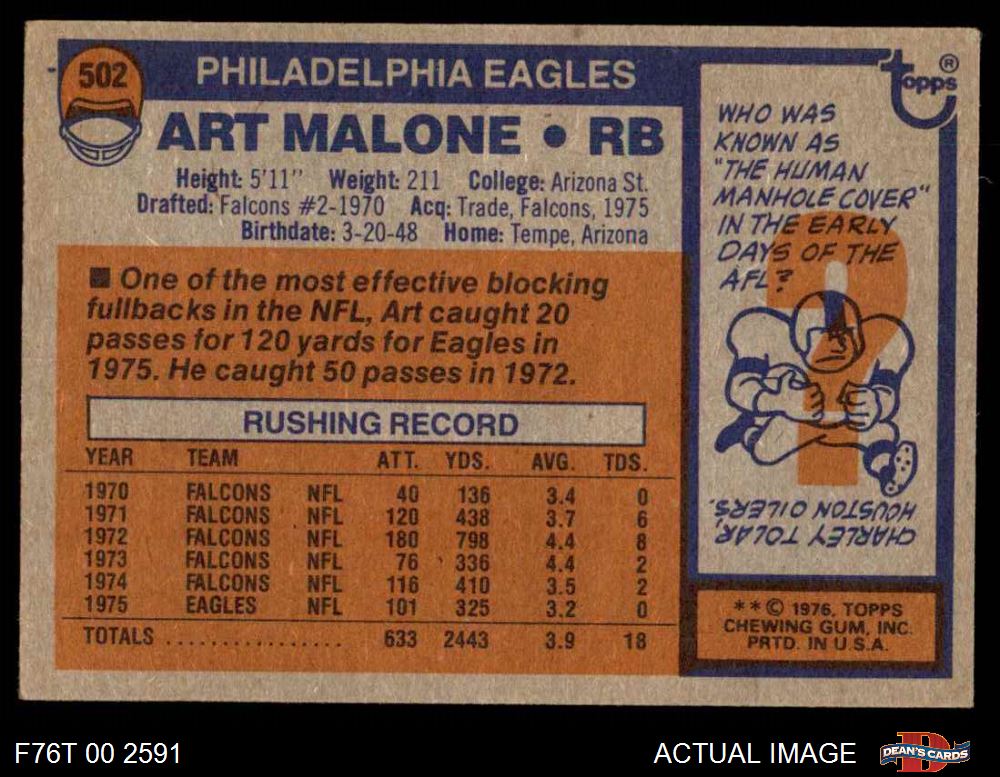 502
PHILADELPHIA EAGLES
ART MALONE • RB
Height: 5'11" Weight: 211 College: Arizona St.
Drafted: Falcons #2-1970 Acq: Trade, Falcons, 1975
Birthdate: 3-20-48 Home: Tempe, Arizona
■ One of the most effective blocking
fullbacks in the NFL, Art caught 20
passes for 120 yards for Eagles in
1975. He caught 50 passes in 1972.
RUSHING RECORD
YEAR TEAM ATT. YDS. AVG. TDS.
1970 FALCONS NFL 40 136 3.4 0
1971 FALCONS NFL 120 438 3.7 6
1972 FALCONS NFL 180 798 4.4 8
1973 FALCONS NFL 76 336 4.4 2
1974 FALCONS NFL 116 410 3.5 2
1975 EAGLES NFL 101 325 3.2 0
TOTALS .................. 633 2443 3.9 18
topps ®
WHO WAS
KNOWN AS
"THE HUMAN
MANHOLE COVER"
IN THE EARLY
DAYS OF THE
AFL?
?
CHARLEY TOLAR,
HOUSTON OILERS.
**© 1976, TOPPS
CHEWING GUM, INC.
PRTD. IN U.S.A.
F76T 00 2591
ACTUAL IMAGE
D
DEAN'S CARDS